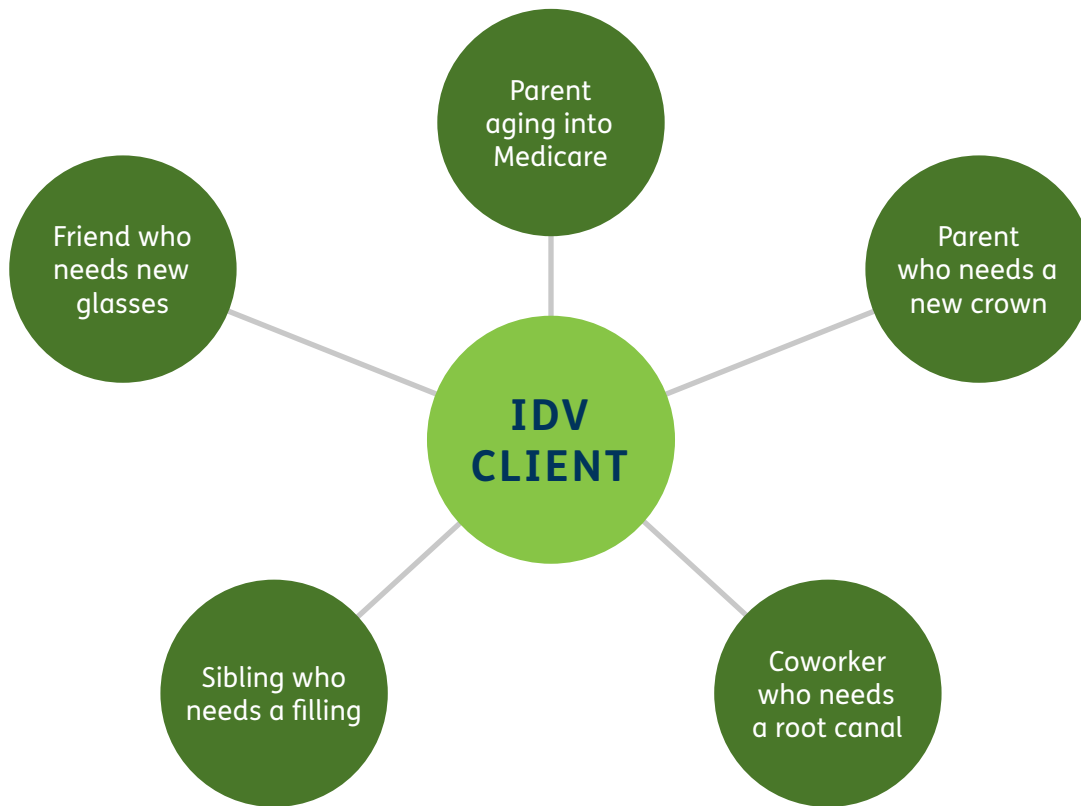 Parent
aging into
Medicare
Friend who
needs new
glasses
Parent
who needs a
new crown
IDV
CLIENT
Sibling who
needs a filling
Coworker
who needs
a root canal